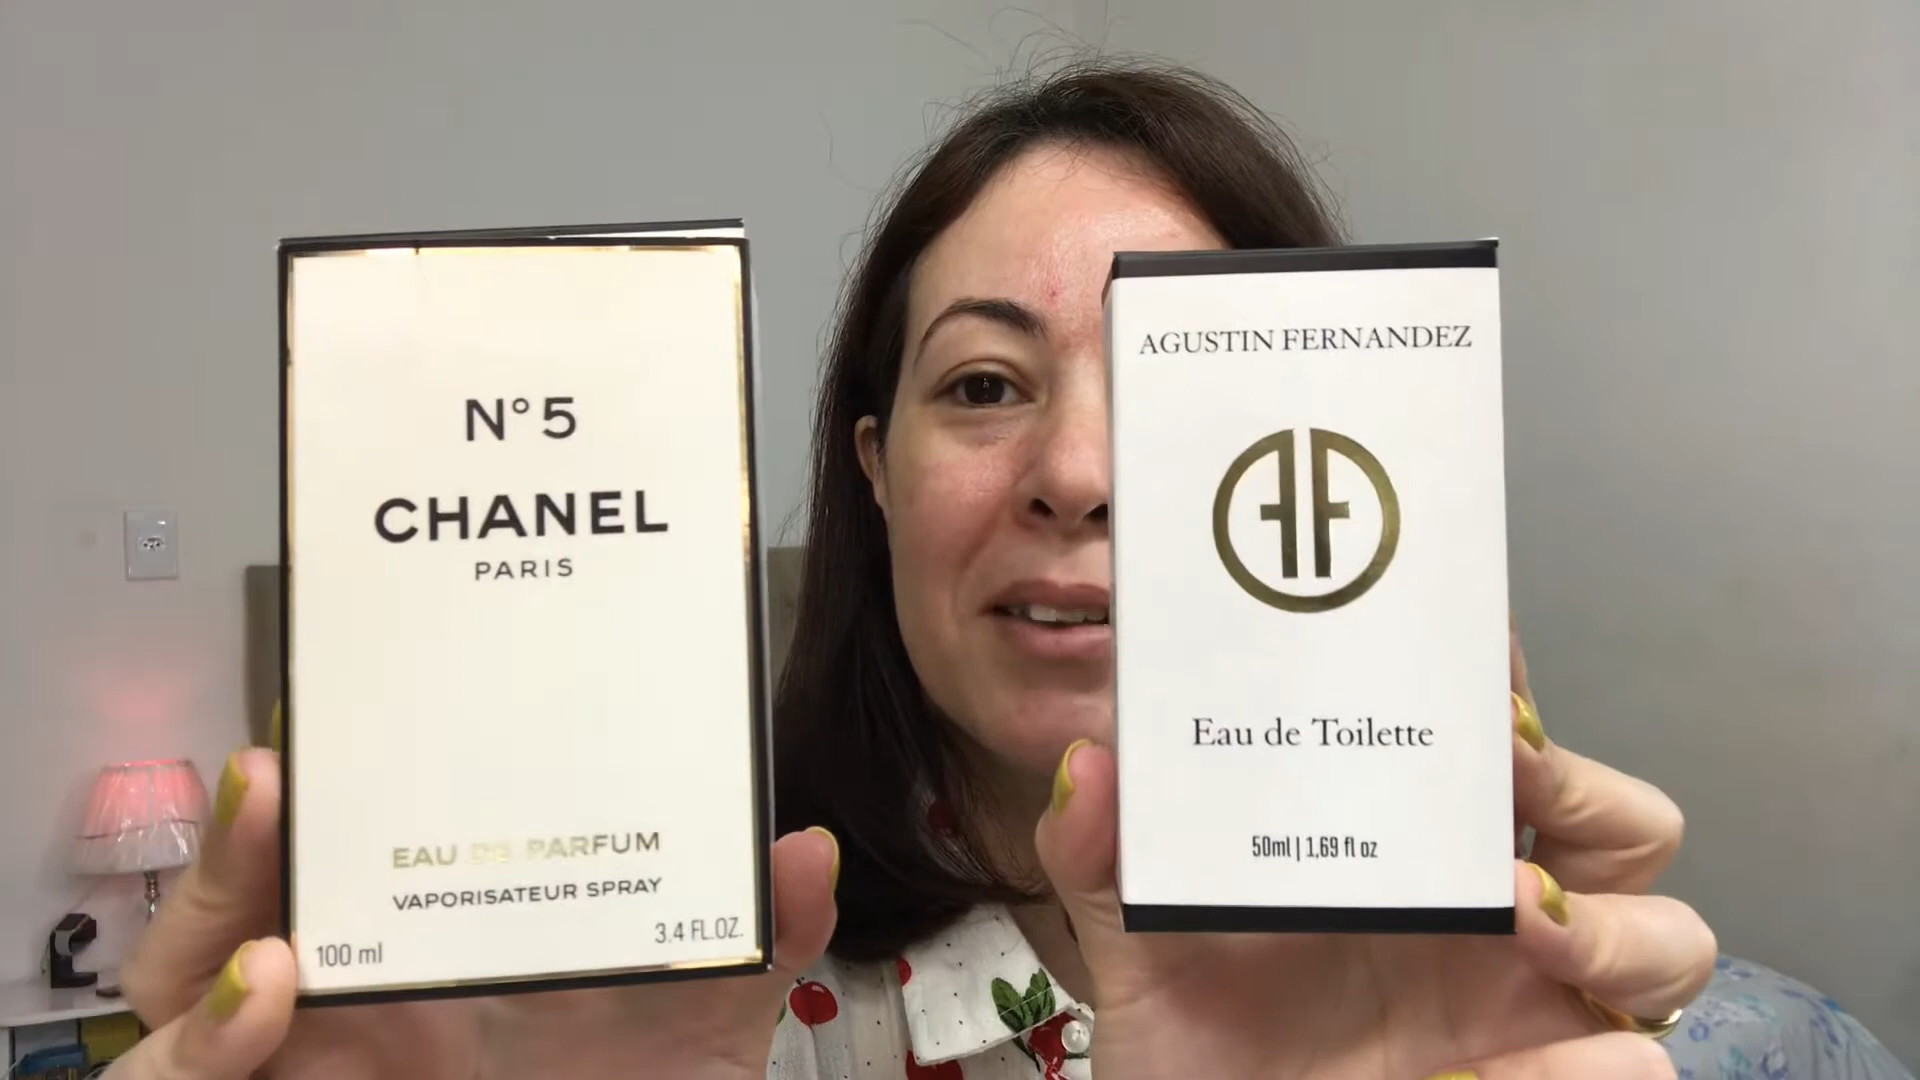 N°5
CHANEL
PARIS
EAU DE PARFUM
VAPORISATEUR SPRAY
100 ml
3.4 FL.OZ.
AGUSTIN FERNANDEZ
AF
Eau de Toilette
50ml | 1,69 fl oz